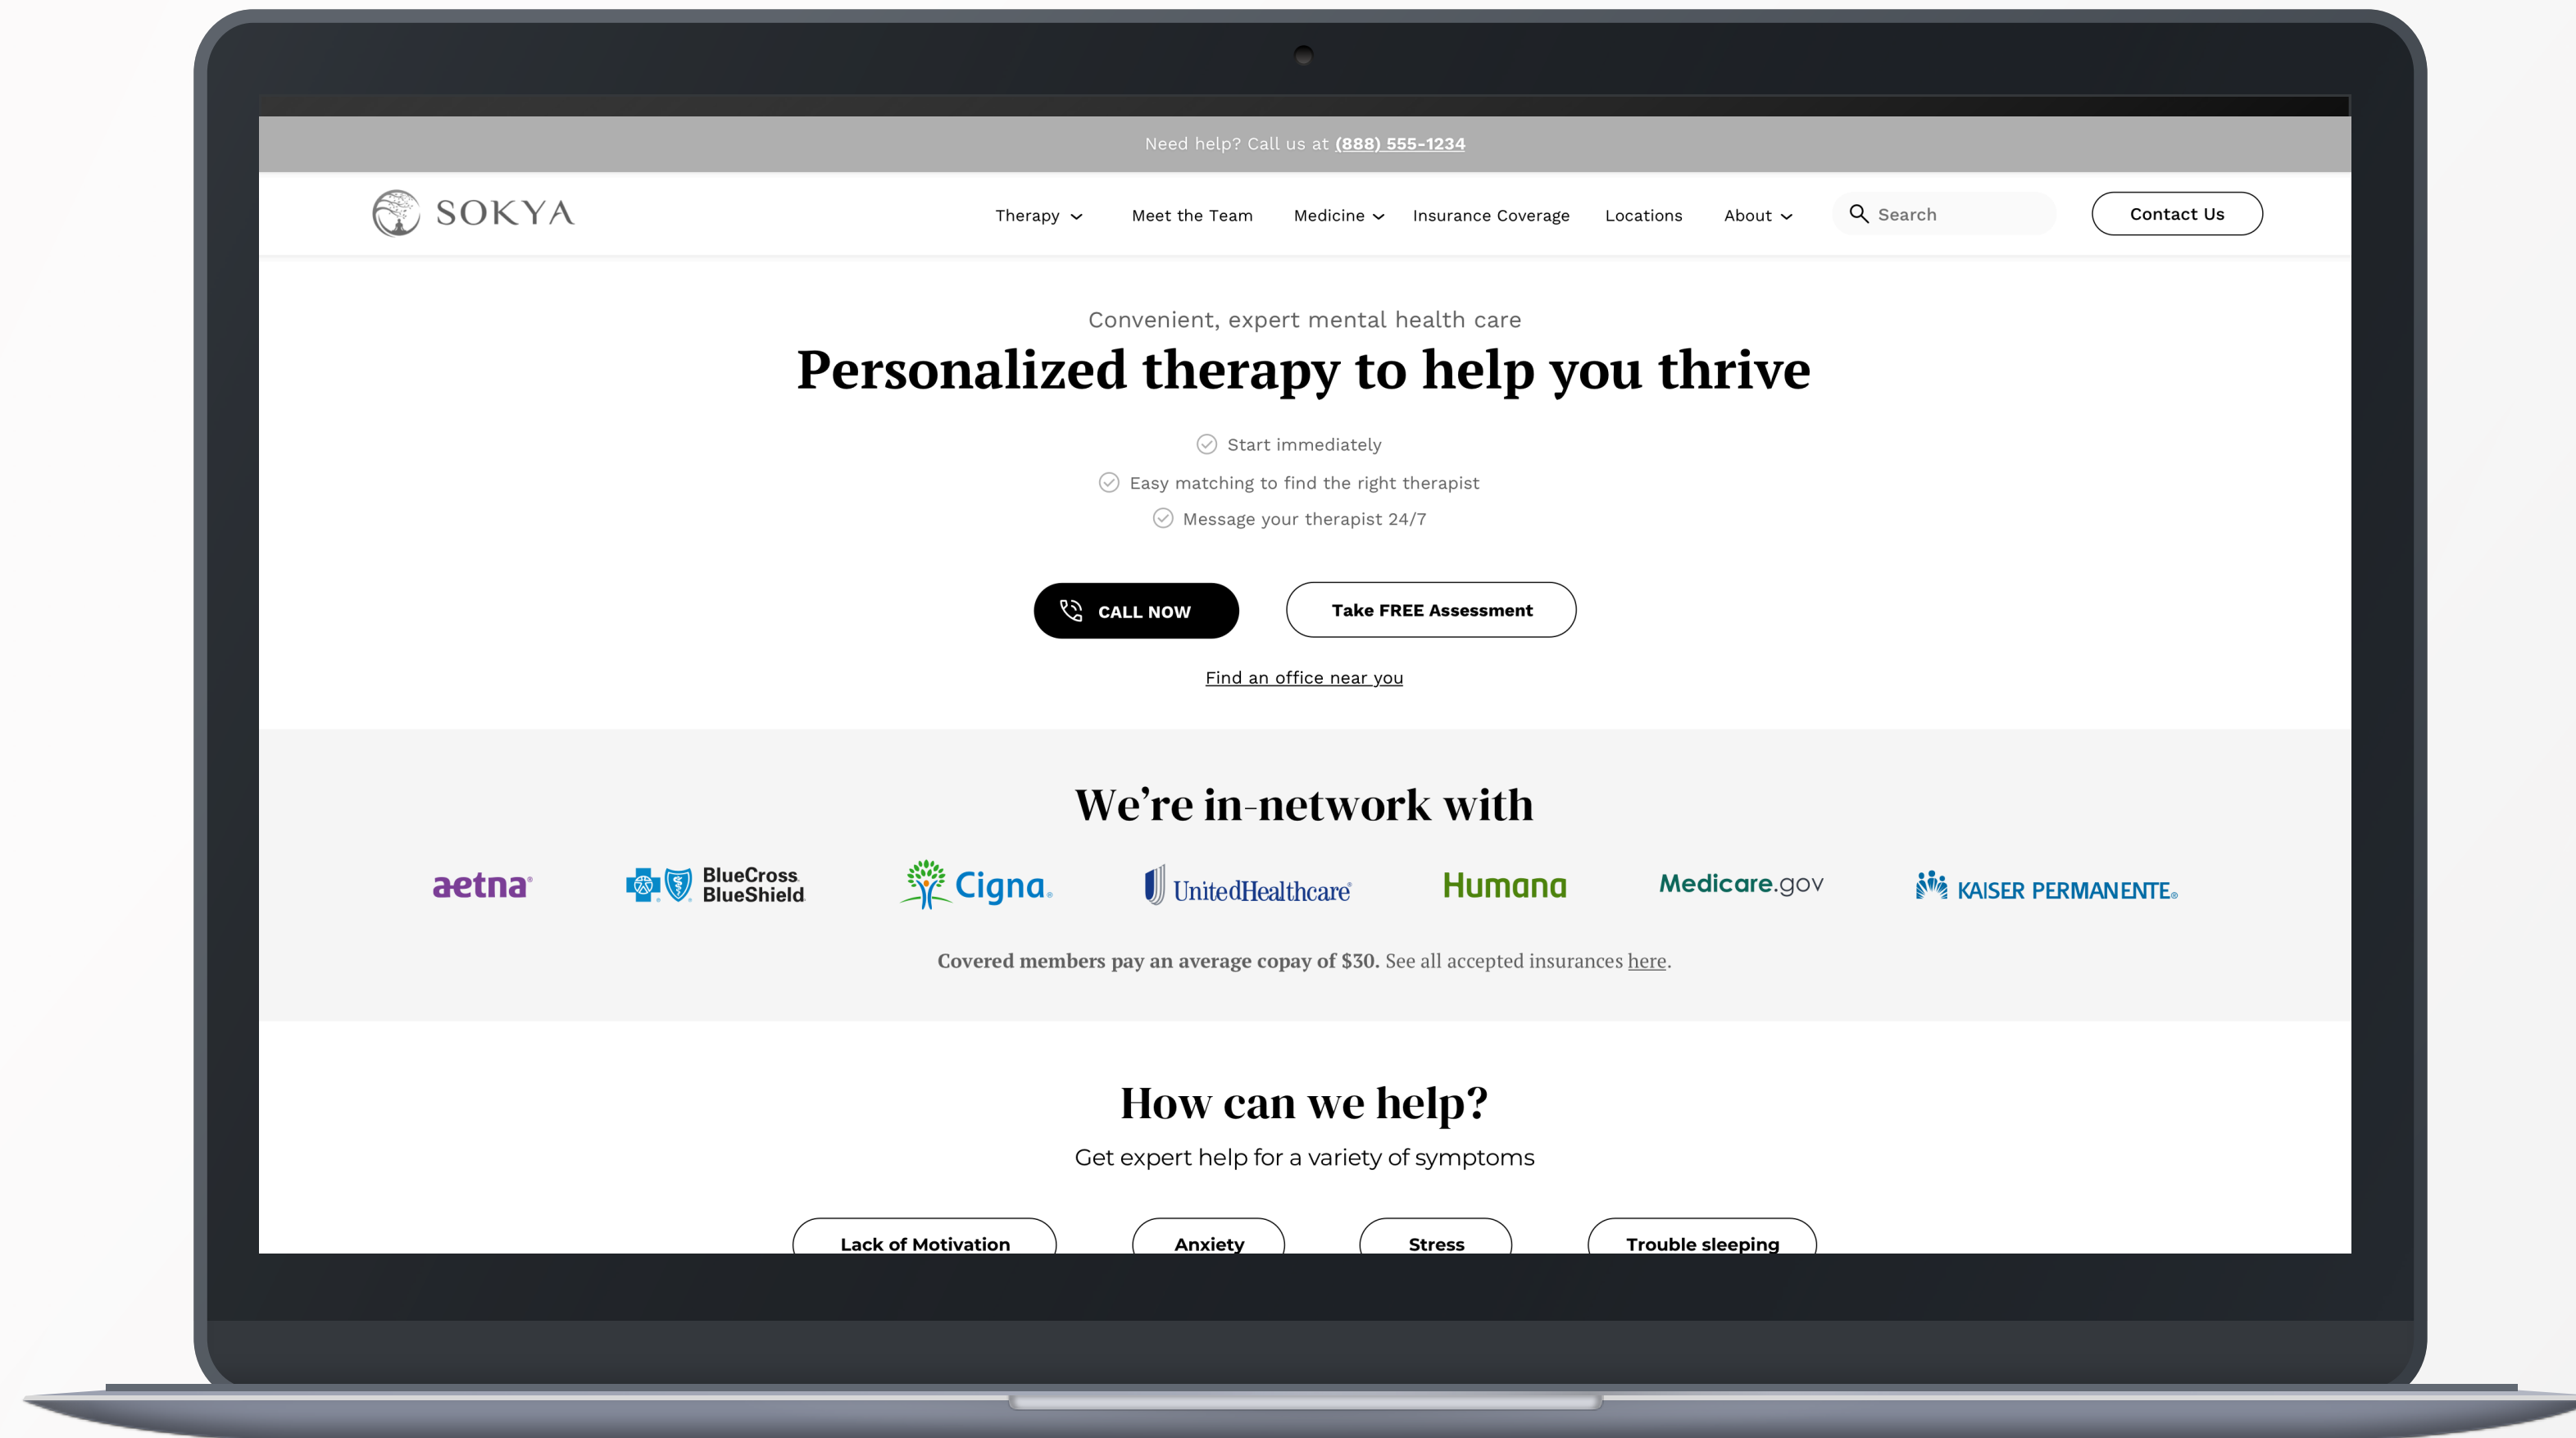 Need help? Call us at (888) 555-1234
SOKYA
Therapy
Meet the Team
Medicine
Insurance Coverage
Locations
About
Search
Contact Us
Convenient, expert mental health care
Personalized therapy to help you thrive
Start immediately
Easy matching to find the right therapist
Message your therapist 24/7
CALL NOW
Take FREE Assessment
Find an office near you
We’re in-network with
aetna®
BlueCross
BlueShield
Cigna®
UnitedHealthcare®
Humana
Medicare.gov
KAISER PERMANENTE®
Covered members pay an average copay of $30. See all accepted insurances here.
How can we help?
Get expert help for a variety of symptoms
Lack of Motivation
Anxiety
Stress
Trouble sleeping